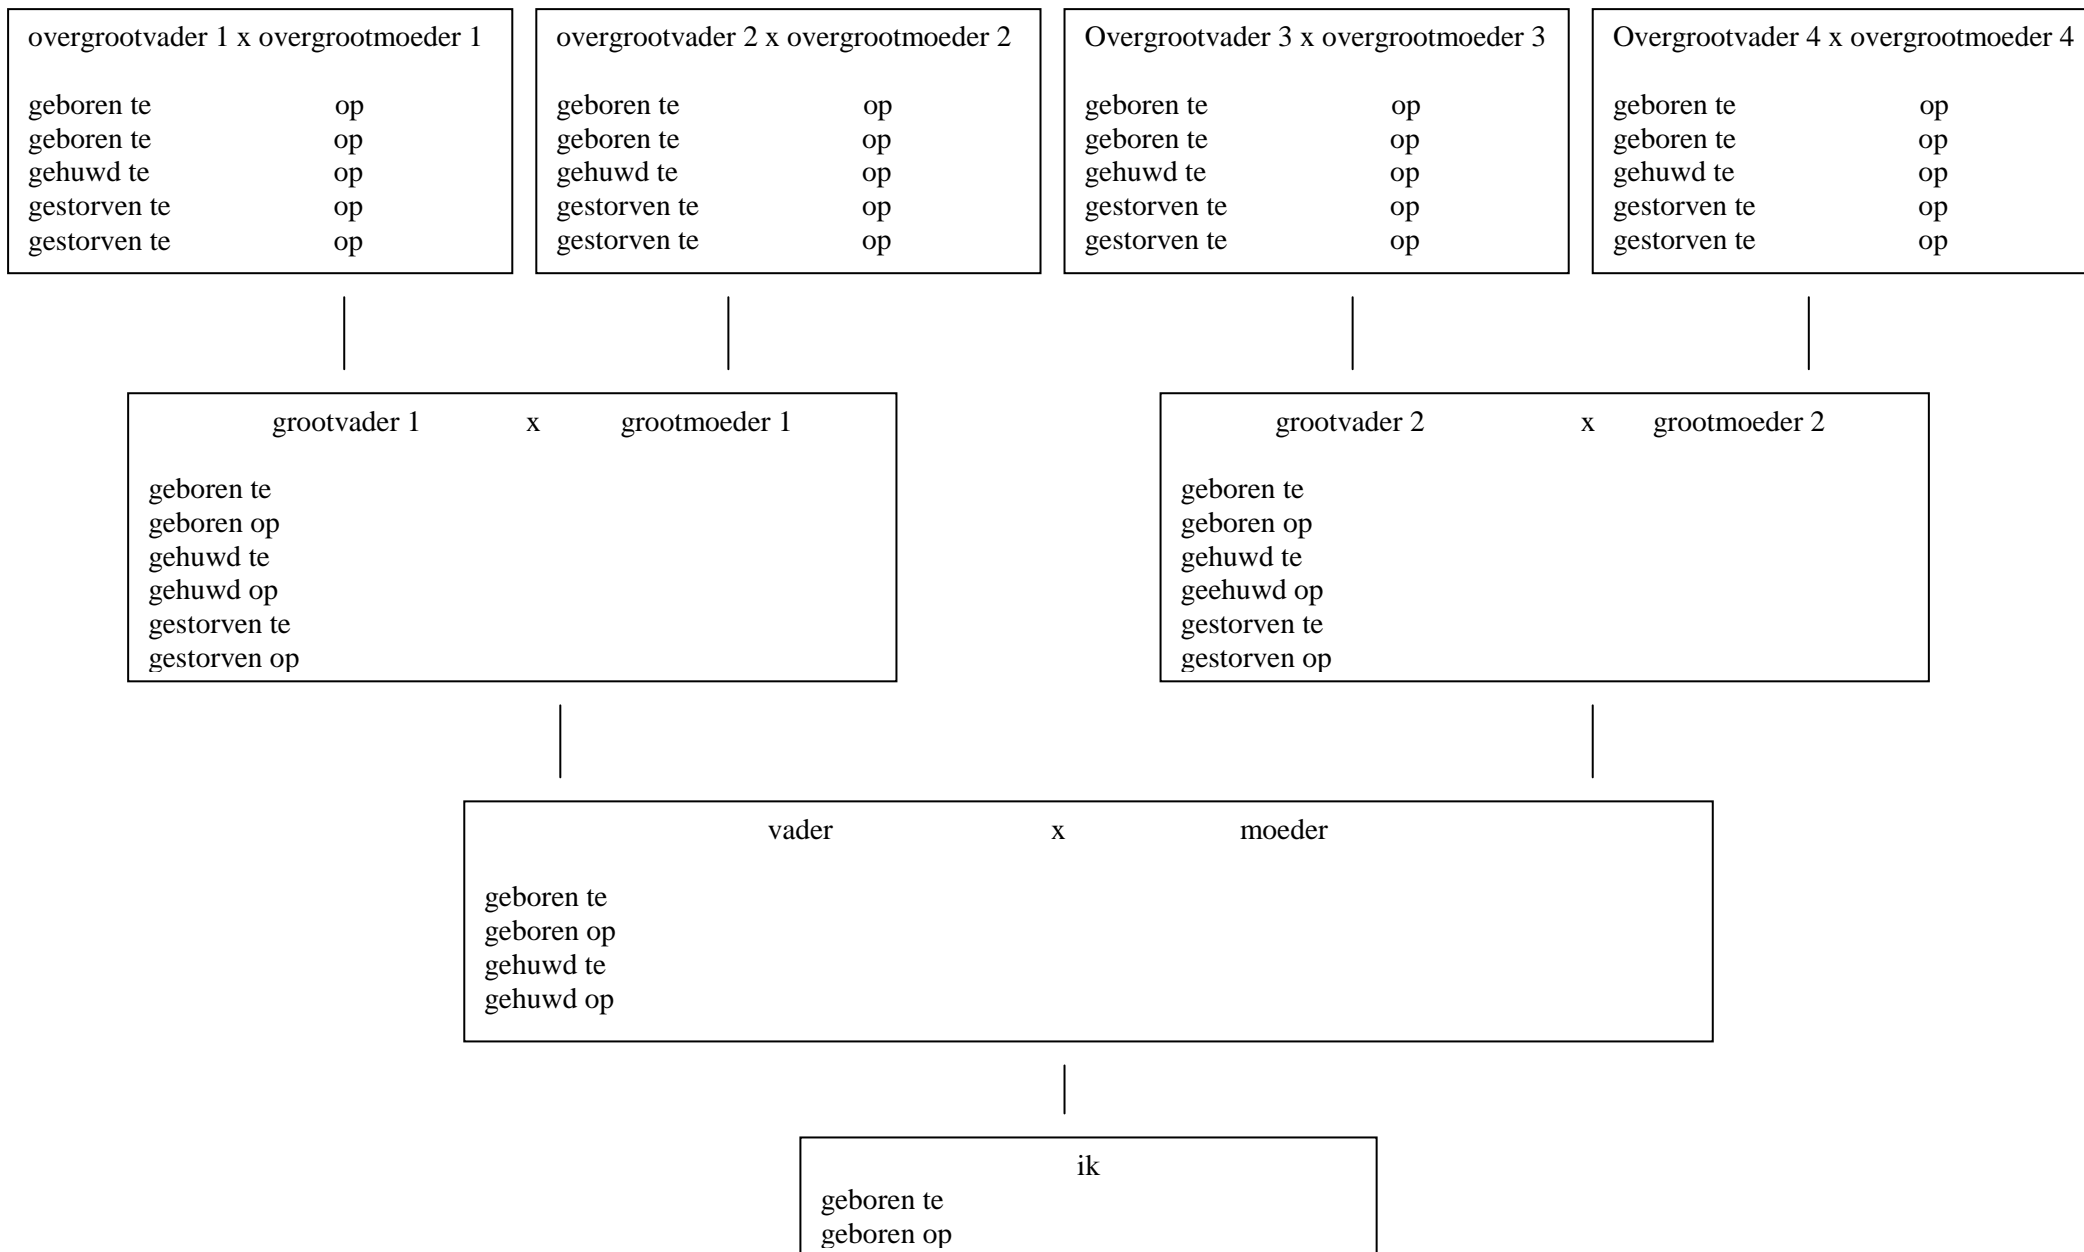 overgrootvader 1 x overgrootmoeder 1
geboren te op
geboren te op
gehuwd te op
gestorven te op
gestorven te op
overgrootvader 2 x overgrootmoeder 2
geboren te op
geboren te op
gehuwd te op
gestorven te op
gestorven te op
Overgrootvader 3 x overgrootmoeder 3
geboren te op
geboren te op
gehuwd te op
gestorven te op
gestorven te op
Overgrootvader 4 x overgrootmoeder 4
geboren te op
geboren te op
gehuwd te op
gestorven te op
gestorven te op
grootvader 1 x grootmoeder 1
geboren te
geboren op
gehuwd te
gehuwd op
gestorven te
gestorven op
grootvader 2 x grootmoeder 2
geboren te
geboren op
gehuwd te
geehuwd op
gestorven te
gestorven op
vader x moeder
geboren te
geboren op
gehuwd te
gehuwd op
ik
geboren te
geboren op